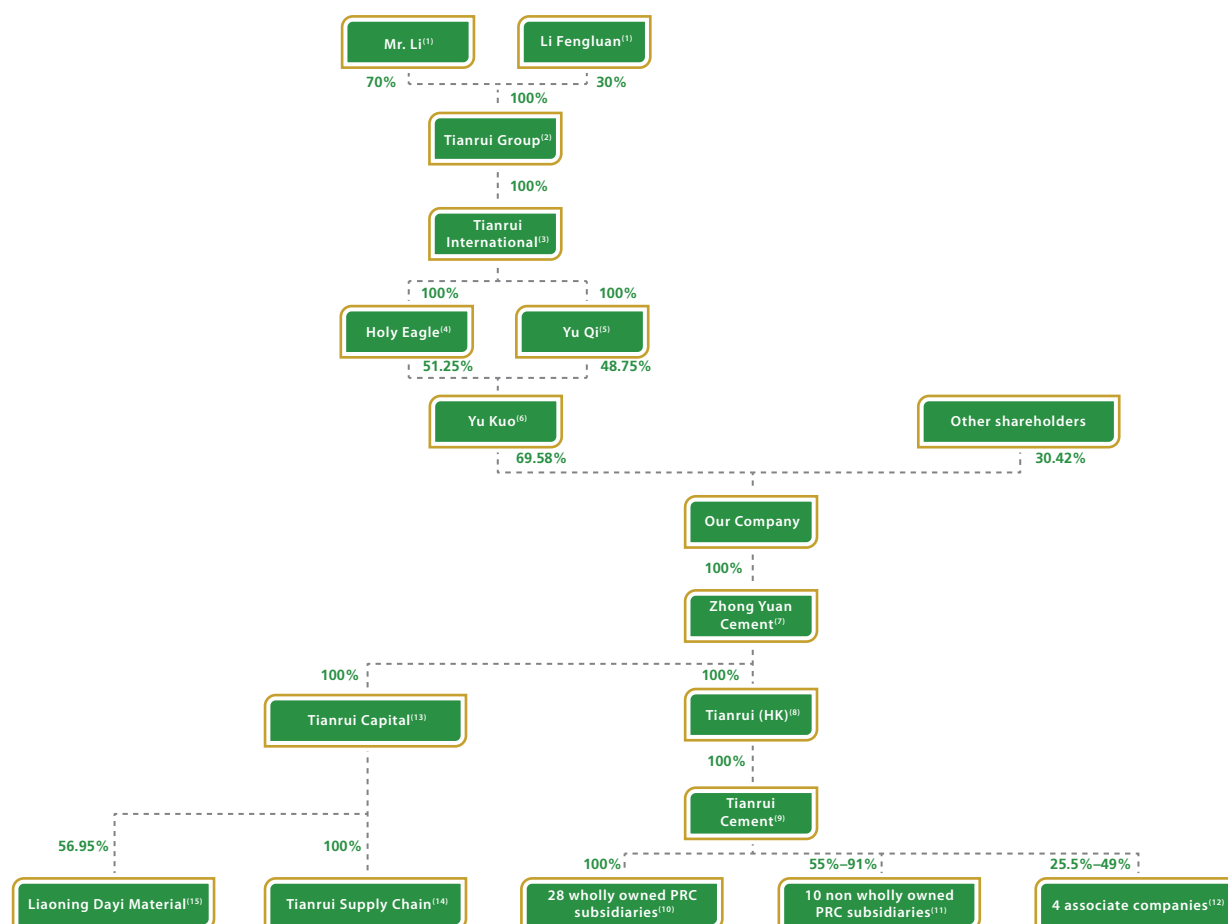 Mr. Li(1)
Li Fengluan(1)
70%
30%
100%
Tianrui Group(2)
100%
Tianrui
International(3)
100%
100%
Holy Eagle(4)
Yu Qi(5)
51.25%
48.75%
Yu Kuo(6)
Other shareholders
69.58%
30.42%
Our Company
100%
Zhong Yuan
Cement(7)
100%
100%
Tianrui Capital(13)
Tianrui (HK)(8)
100%
Tianrui
Cement(9)
56.95%
100%
100%
55%–91%
25.5%–49%
Liaoning Dayi Material(15)
Tianrui Supply Chain(14)
28 wholly owned PRC
subsidiaries(10)
10 non wholly owned
PRC subsidiaries(11)
4 associate companies(12)